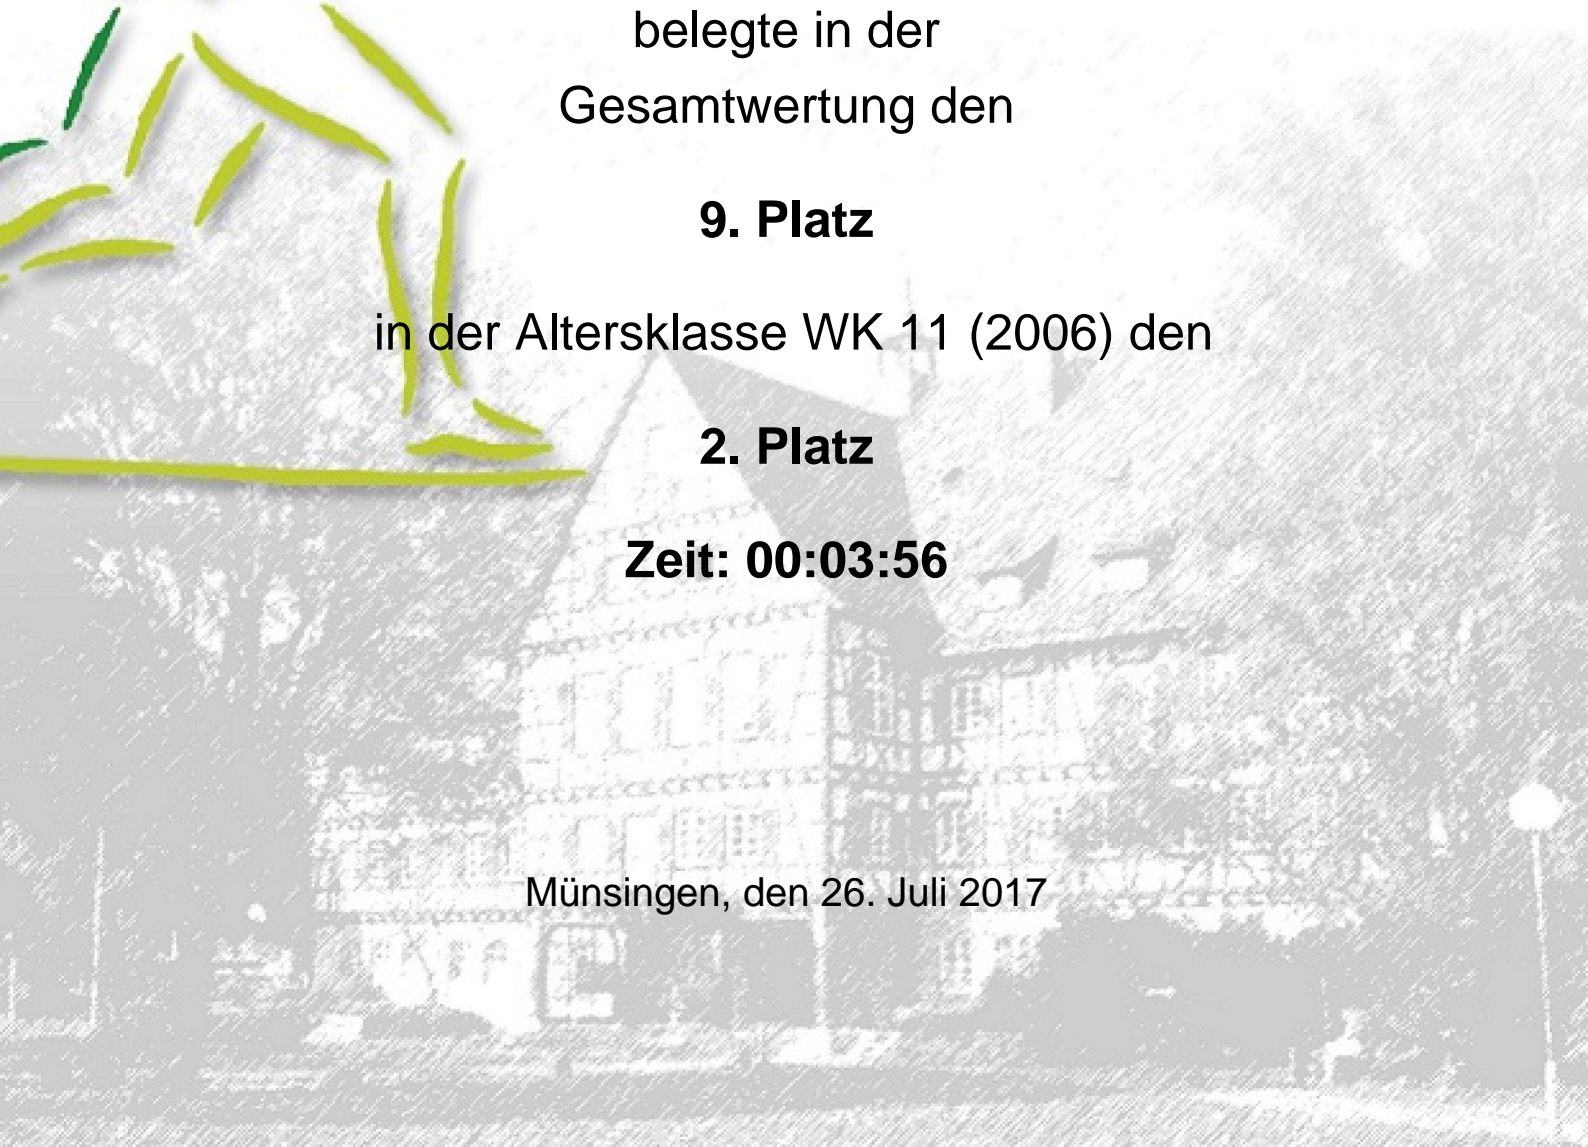 belegte in der
Gesamtwertung den
9. Platz
in der Altersklasse WK 11 (2006) den
2. Platz
Zeit: 00:03:56
Münsingen, den 26. Juli 2017